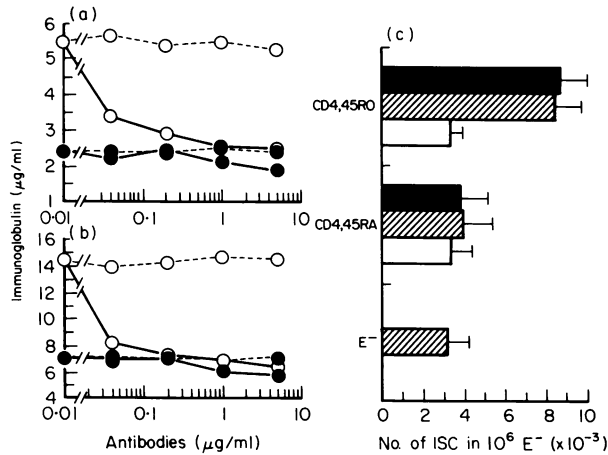 (a)
6
5
4
3
2
1
0·01
0·1
1
10
(b)
16
14
12
10
8
6
4
0·01
0·1
1
10
Immunoglobulin (μg/ml)
Antibodies (μg/ml)
(c)
CD4,45RO
CD4,45RA
E⁻
0 2 4 6 8 10
No. of ISC in 10⁶ E⁻ (x10⁻³)